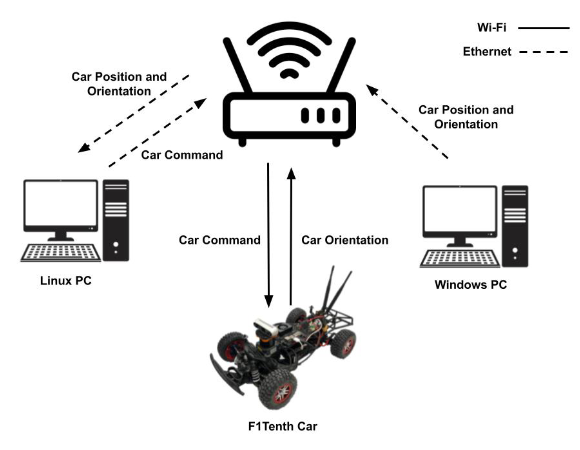 Wi-Fi
Ethernet
Car Position and
Orientation
Car Position and
Orientation
Car Command
Car Command
Car Orientation
Linux PC
Windows PC
F1Tenth Car